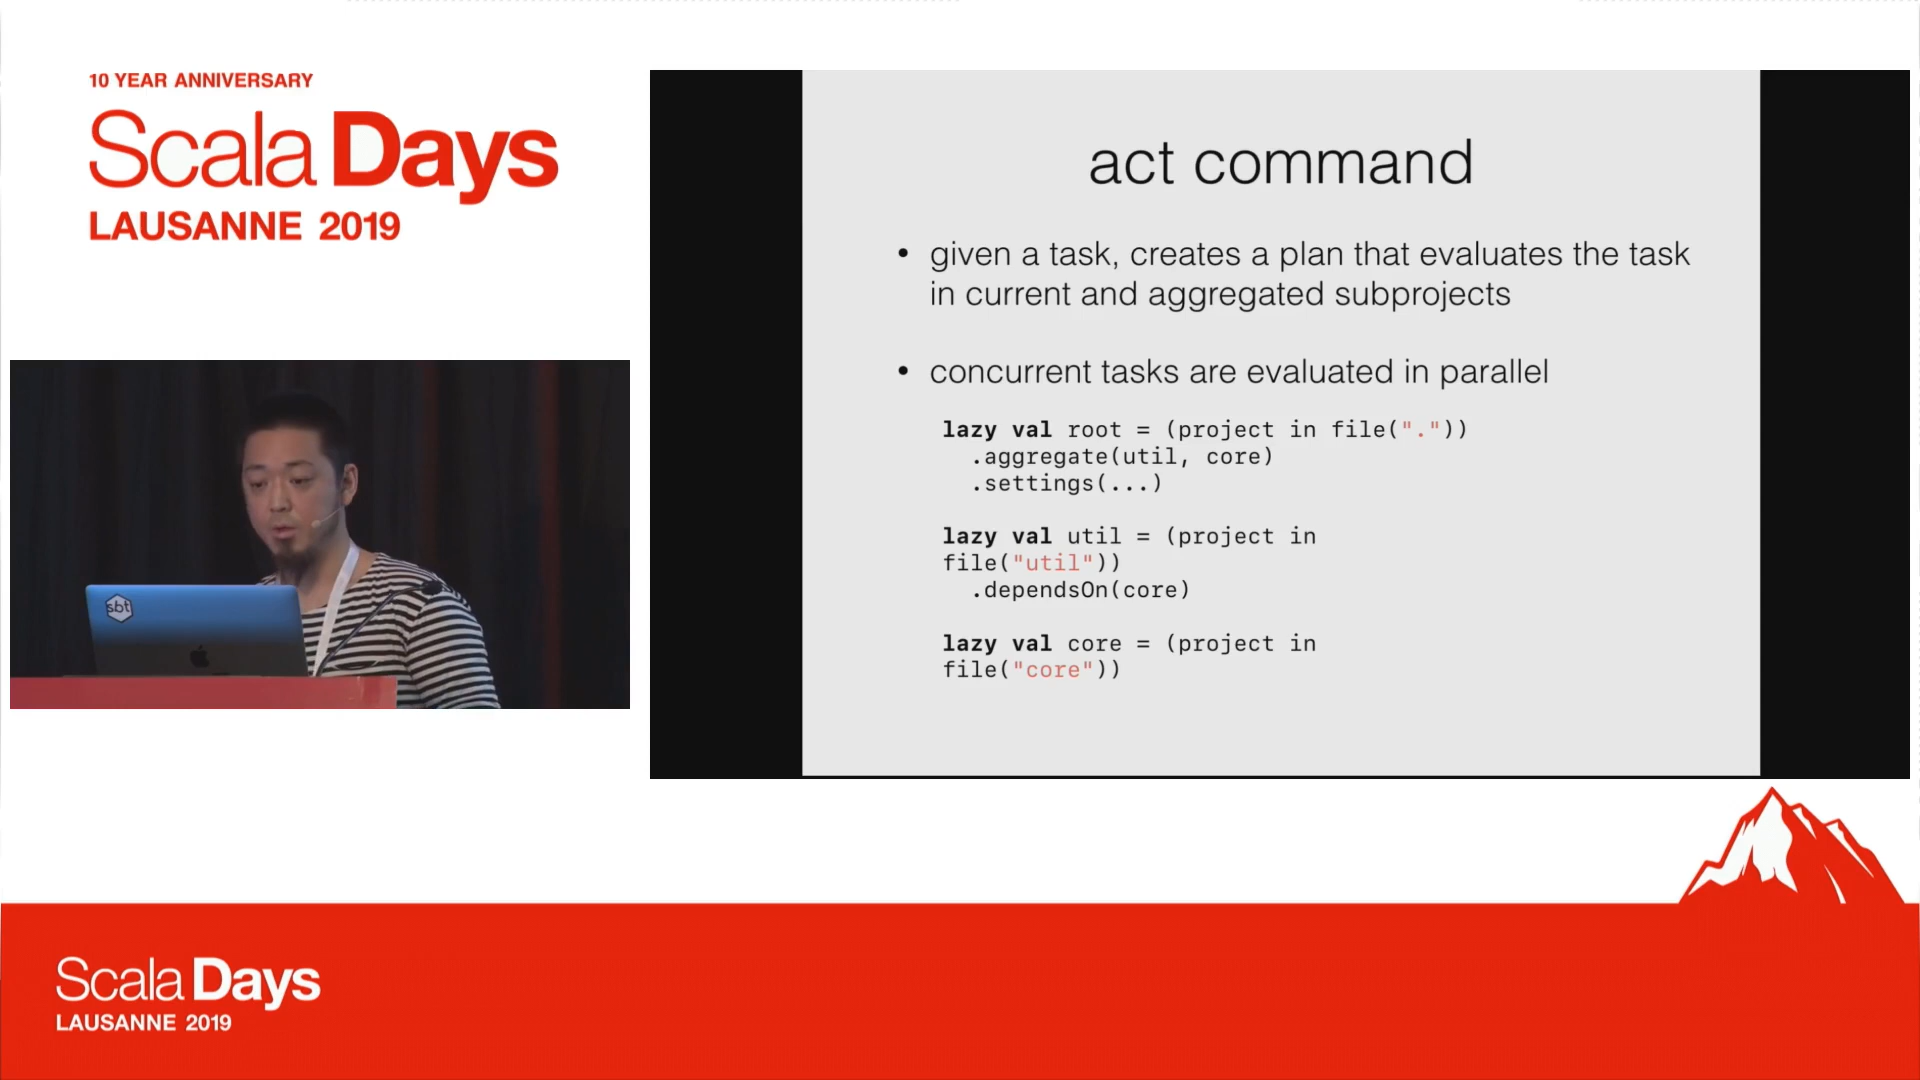 10 YEAR ANNIVERSARY
Scala Days
LAUSANNE 2019
sbt
act command
• given a task, creates a plan that evaluates the task
in current and aggregated subprojects
• concurrent tasks are evaluated in parallel
lazy val root = (project in file("."))
.aggregate(util, core)
.settings(...)
lazy val util = (project in
file("util"))
.dependsOn(core)
lazy val core = (project in
file("core"))
Scala Days
LAUSANNE 2019